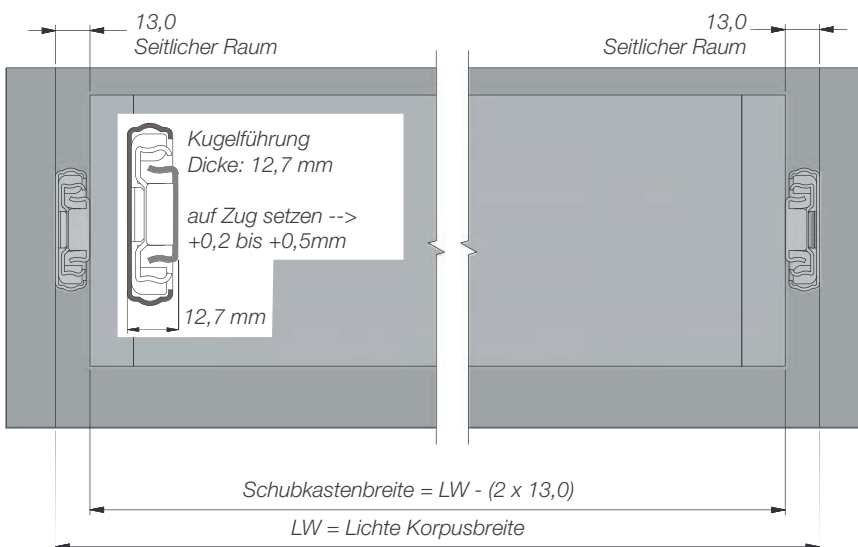 13,0
Seitlicher Raum
13,0
Seitlicher Raum
Kugelführung
Dicke: 12,7 mm
auf Zug setzen -->
+0,2 bis +0,5mm
12,7 mm
Schubkastenbreite = LW - (2 x 13,0)
LW = Lichte Korpusbreite